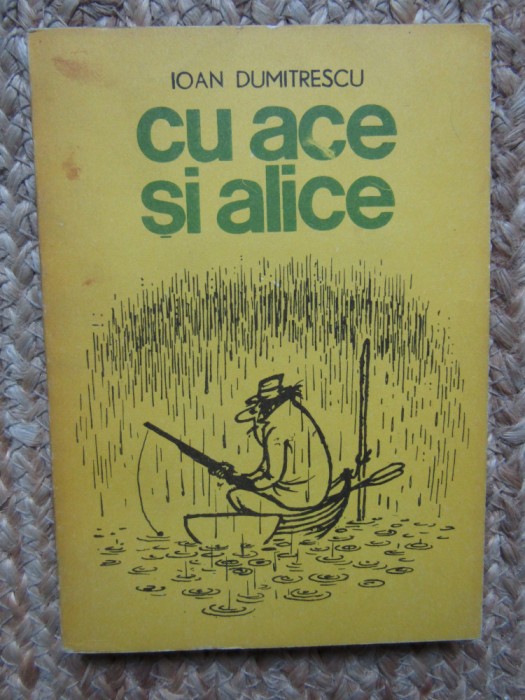 IOAN DUMITRESCU
cu ace
și alice